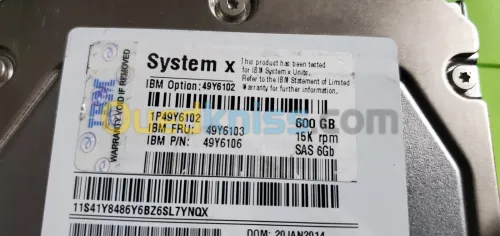 System x
This product has been tested
for IBM System x Units.
Refer to IBM Statement of Limited
Warranty for further information.
IBM Option: 49Y6102
1P49Y6102
IBM FRU: 49Y6103
IBM P/N: 49Y6106
600 GB
15K rpm
SAS 6Gb
IBM
WARRANTY VOID IF REMOVED
Ouedkniss.com
11S41Y8486Y6BZ6SL7YNQX
DOM: 20JAN2014